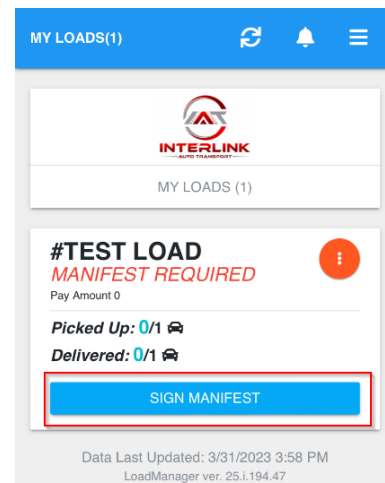 MY LOADS(1)
INTERLINK
AUTO TRANSPORT
MY LOADS (1)
#TEST LOAD
MANIFEST REQUIRED
Pay Amount 0
Picked Up: 0/1
Delivered: 0/1
SIGN MANIFEST
Data Last Updated: 3/31/2023 3:58 PM
LoadManager ver. 25.i.194.47